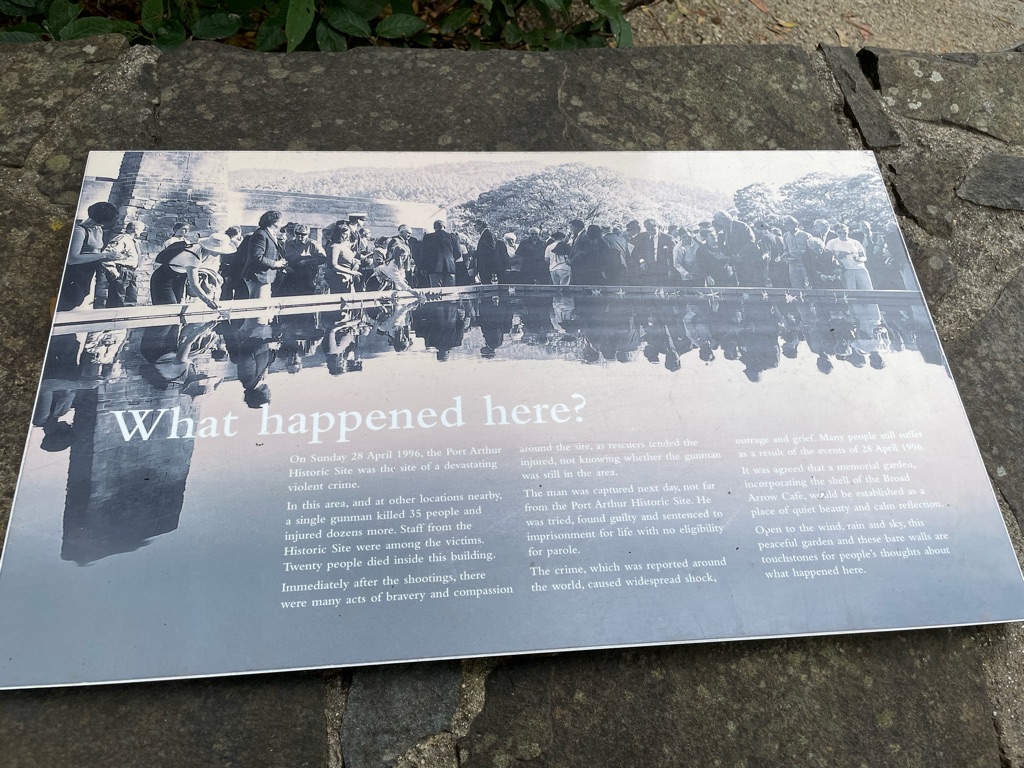 What happened here?
On Sunday 28 April 1996, the Port Arthur
Historic Site was the site of a devastating
violent crime.
In this area, and at other locations nearby,
a single gunman killed 35 people and
injured dozens more. Staff from the
Historic Site were among the victims.
Twenty people died inside this building.
Immediately after the shootings, there
were many acts of bravery and compassion
around the site, as rescuers tended the
injured, not knowing whether the gunman
was still in the area.
The man was captured next day, not far
from the Port Arthur Historic Site. He
was tried, found guilty and sentenced to
imprisonment for life with no eligibility
for parole.
The crime, which was reported around
the world, caused widespread shock,
outrage and grief. Many people still suffer
as a result of the events of 28 April 1996.
It was agreed that a memorial garden,
incorporating the shell of the Broad
Arrow Cafe, would be established as a
place of quiet beauty and calm reflection.
Open to the wind, rain and sky, this
peaceful garden and these bare walls are
touchstones for people's thoughts about
what happened here.